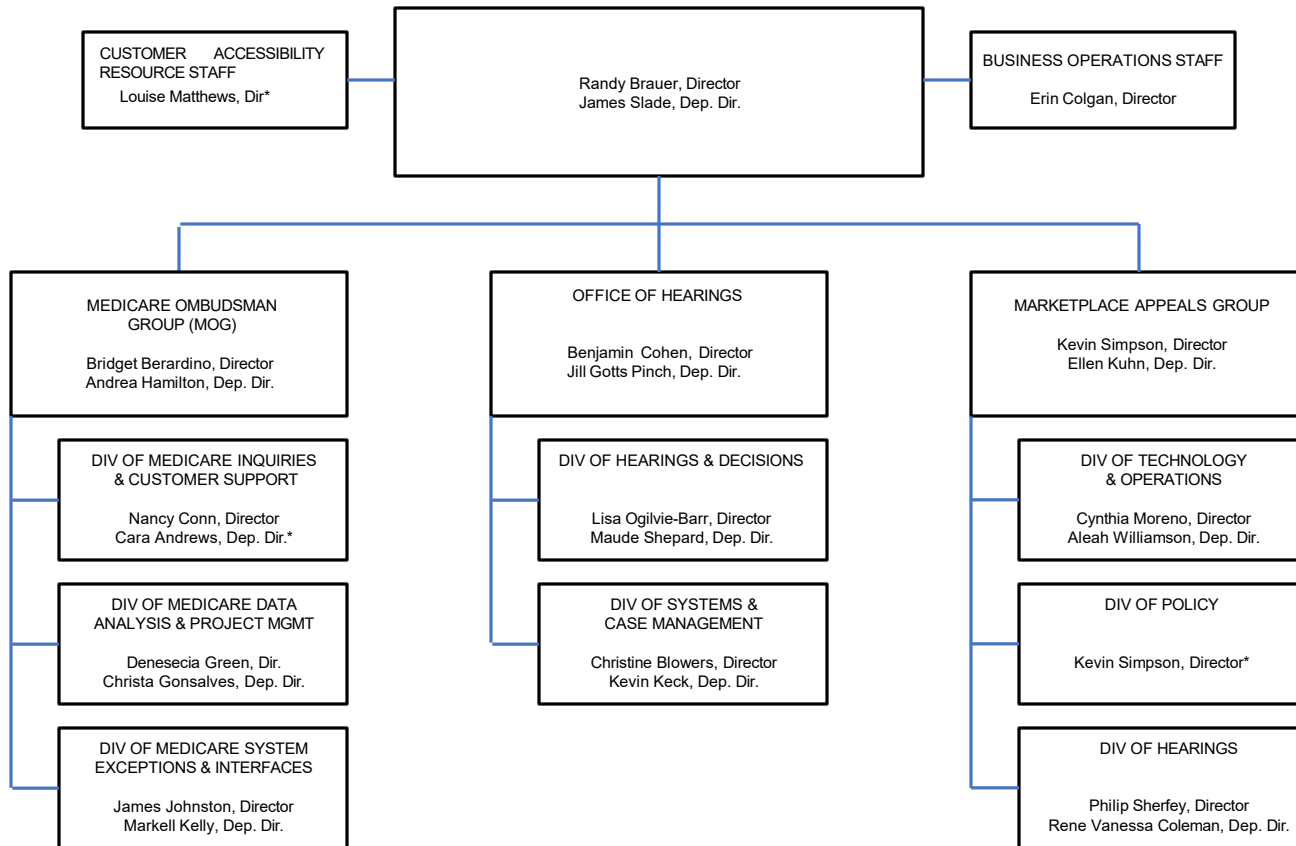 CUSTOMER ACCESSIBILITY
RESOURCE STAFF
Louise Matthews, Dir*
Randy Brauer, Director
James Slade, Dep. Dir.
BUSINESS OPERATIONS STAFF
Erin Colgan, Director
MEDICARE OMBUDSMAN
GROUP (MOG)
Bridget Berardino, Director
Andrea Hamilton, Dep. Dir.
DIV OF MEDICARE INQUIRIES
& CUSTOMER SUPPORT
Nancy Conn, Director
Cara Andrews, Dep. Dir.*
DIV OF MEDICARE DATA
ANALYSIS & PROJECT MGMT
Denesecia Green, Dir.
Christa Gonsalves, Dep. Dir.
DIV OF MEDICARE SYSTEM
EXCEPTIONS & INTERFACES
James Johnston, Director
Markell Kelly, Dep. Dir.
OFFICE OF HEARINGS
Benjamin Cohen, Director
Jill Gotts Pinch, Dep. Dir.
DIV OF HEARINGS & DECISIONS
Lisa Ogilvie-Barr, Director
Maude Shepard, Dep. Dir.
DIV OF SYSTEMS &
CASE MANAGEMENT
Christine Blowers, Director
Kevin Keck, Dep. Dir.
MARKETPLACE APPEALS GROUP
Kevin Simpson, Director
Ellen Kuhn, Dep. Dir.
DIV OF TECHNOLOGY
& OPERATIONS
Cynthia Moreno, Director
Aleah Williamson, Dep. Dir.
DIV OF POLICY
Kevin Simpson, Director*
DIV OF HEARINGS
Philip Sherfey, Director
Rene Vanessa Coleman, Dep. Dir.